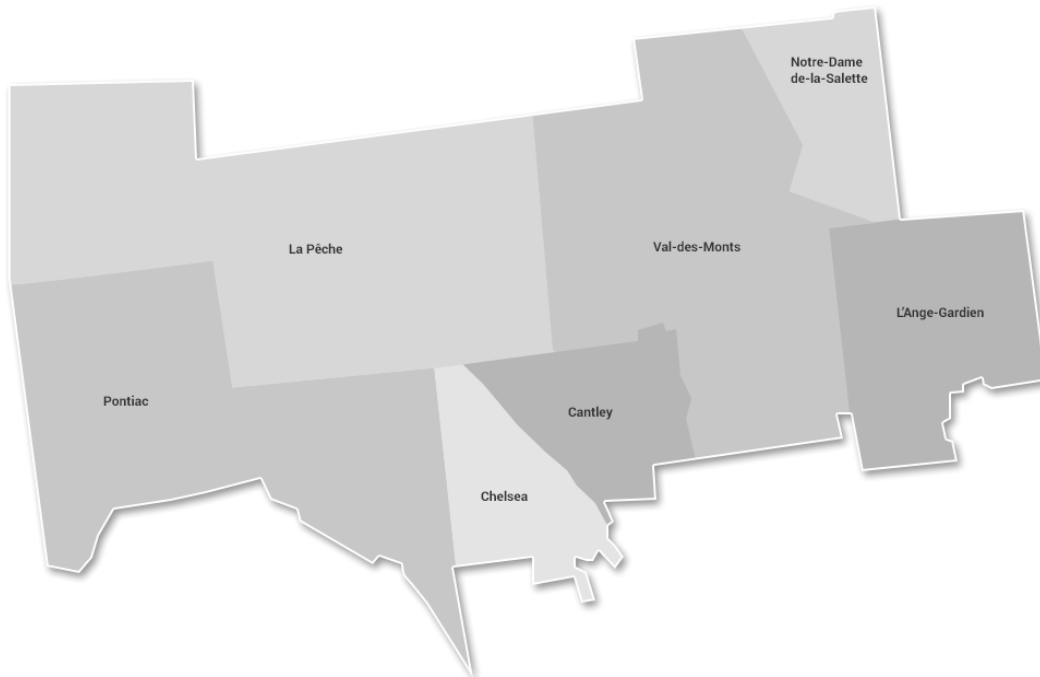 Notre-Dame
de-la-Salette
La Pêche
Val-des-Monts
L'Ange-Gardien
Pontiac
Cantley
Chelsea